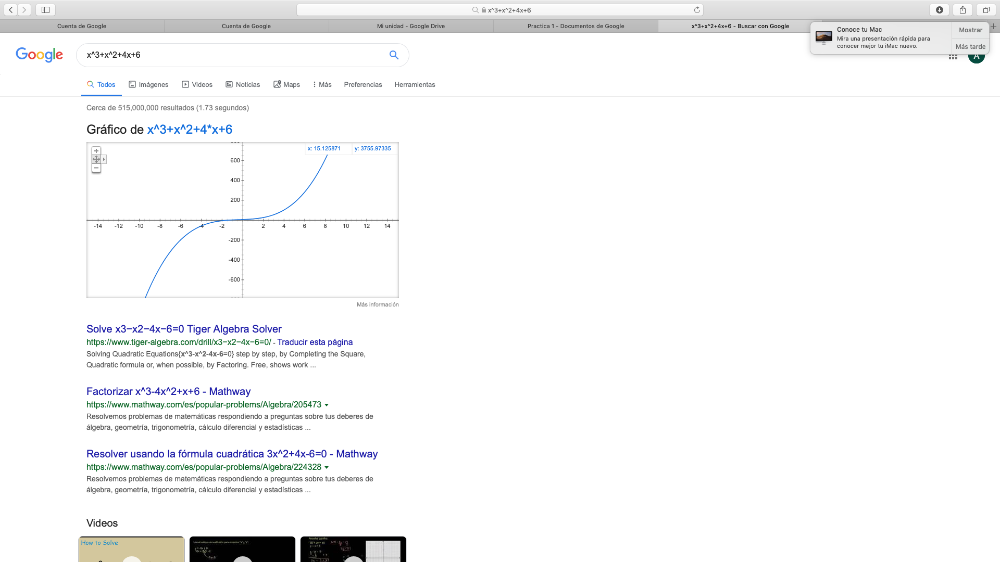 x^3+x^2+4x+6
Cuenta de Google
Cuenta de Google
Mi unidad - Google Drive
Practica 1 - Documentos de Google
x^3+x^2+4x+6 - Buscar con Google
Conoce tu Mac
Mira una presentación rápida para
conocer mejor tu iMac nuevo.
Mostrar
Más tarde
Google
x^3+x^2+4x+6
A
Todos
Imágenes
Videos
Noticias
Maps
Más
Preferencias
Herramientas
Cerca de 515,000,000 resultados (1.73 segundos)
Gráfico de x^3+x^2+4*x+6
x: 15.125871
y: 3755.97335
600
400
200
-14 -12 -10 -8 -6 -4 -2 2 4 6 8 10 12 14
-200
-400
-600
Más información
Solve x3−x2−4x−6=0 Tiger Algebra Solver
https://www.tiger-algebra.com/drill/x3−x2−4x−6=0/ - Traducir esta página
Solving Quadratic Equations{x^3-x^2-4x-6=0} step by step, by Completing the Square,
Quadratic formula or, when possible, by Factoring. Free, shows work ...
Factorizar x^3-4x^2+x+6 - Mathway
https://www.mathway.com/es/popular-problems/Algebra/205473
Resolvemos problemas de matemáticas respondiendo a preguntas sobre tus deberes de
álgebra, geometría, trigonometría, cálculo diferencial y estadísticas ...
Resolver usando la fórmula cuadrática 3x^2+4x-6=0 - Mathway
https://www.mathway.com/es/popular-problems/Algebra/224328
Resolvemos problemas de matemáticas respondiendo a preguntas sobre tus deberes de
álgebra, geometría, trigonometría, cálculo diferencial y estadísticas ...
Videos
How to Solve